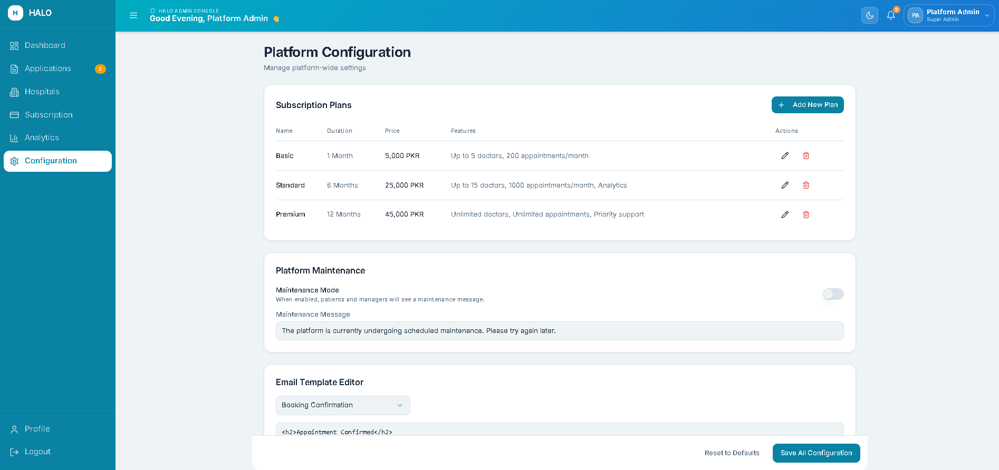 H HALO
HALO ADMIN CONSOLE
Good Evening, Platform Admin 👋
3
PA
Platform Admin
Super Admin
Dashboard
Applications 3
Hospitals
Subscription
Analytics
Configuration
Profile
Logout
Platform Configuration
Manage platform-wide settings
Subscription Plans
Add New Plan
Name Duration Price Features Actions
Basic 1 Month 5,000 PKR Up to 5 doctors, 200 appointments/month
Standard 6 Months 25,000 PKR Up to 15 doctors, 1000 appointments/month, Analytics
Premium 12 Months 45,000 PKR Unlimited doctors, Unlimited appointments, Priority support
Platform Maintenance
Maintenance Mode
When enabled, patients and managers will see a maintenance message.
Maintenance Message
The platform is currently undergoing scheduled maintenance. Please try again later.
Email Template Editor
Booking Confirmation
<h2>Appointment Confirmed</h2>
Reset to Defaults
Save All Configuration